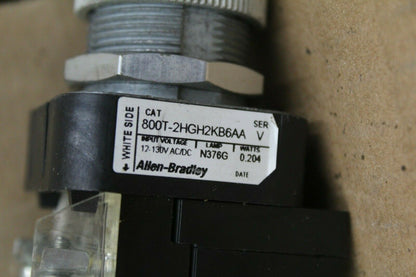 WHITE SIDE
CAT SER
800T-2HGH2KB6AA V
INPUT VOLTAGE LAMP WATTS
12-130V AC/DC N376G 0.204
Allen-Bradley DATE